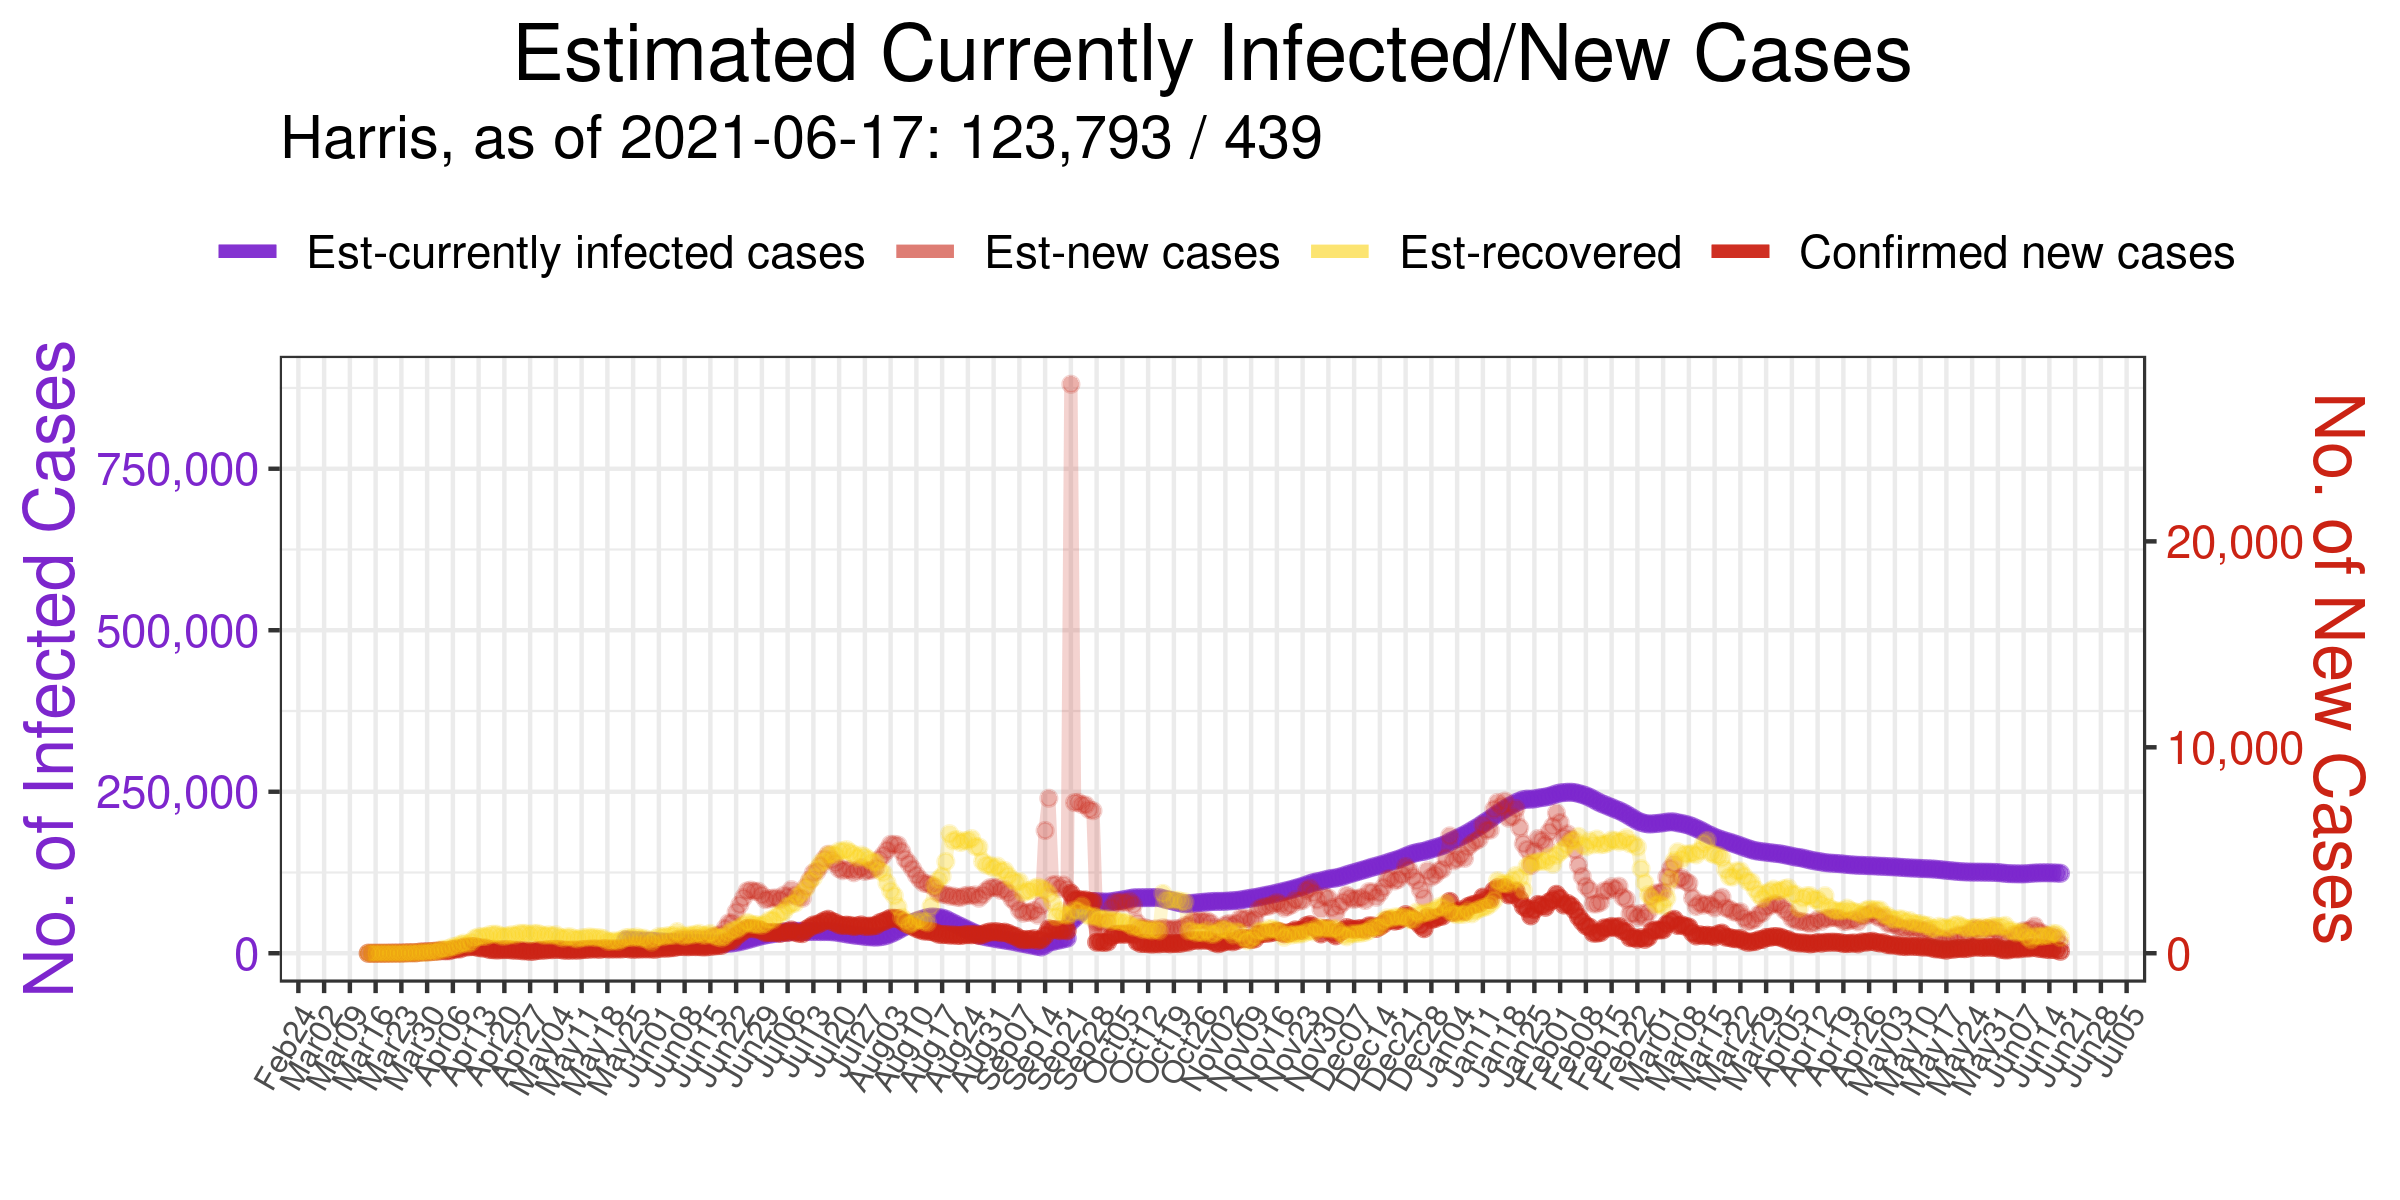 Estimated Currently Infected/New Cases
Harris, as of 2021-06-17: 123,793 / 439
Est-currently infected cases
Est-new cases
Est-recovered
Confirmed new cases
No. of Infected Cases
750,000
500,000
250,000
0
20,000
10,000
0
No. of New Cases
Feb24
Mar02
Mar09
Mar16
Mar23
Mar30
Apr06
Apr13
Apr20
Apr27
May04
May11
May18
May25
Jun01
Jun08
Jun15
Jun22
Jun29
Jul06
Jul13
Jul20
Jul27
Aug03
Aug10
Aug17
Aug24
Aug31
Sep07
Sep14
Sep21
Sep28
Oct05
Oct12
Oct19
Oct26
Nov02
Nov09
Nov16
Nov23
Nov30
Dec07
Dec14
Dec21
Dec28
Jan04
Jan11
Jan18
Jan25
Feb01
Feb08
Feb15
Feb22
Mar01
Mar08
Mar15
Mar22
Mar29
Apr05
Apr12
Apr19
Apr26
May03
May10
May17
May24
May31
Jun07
Jun14
Jun21
Jun28
Jul05